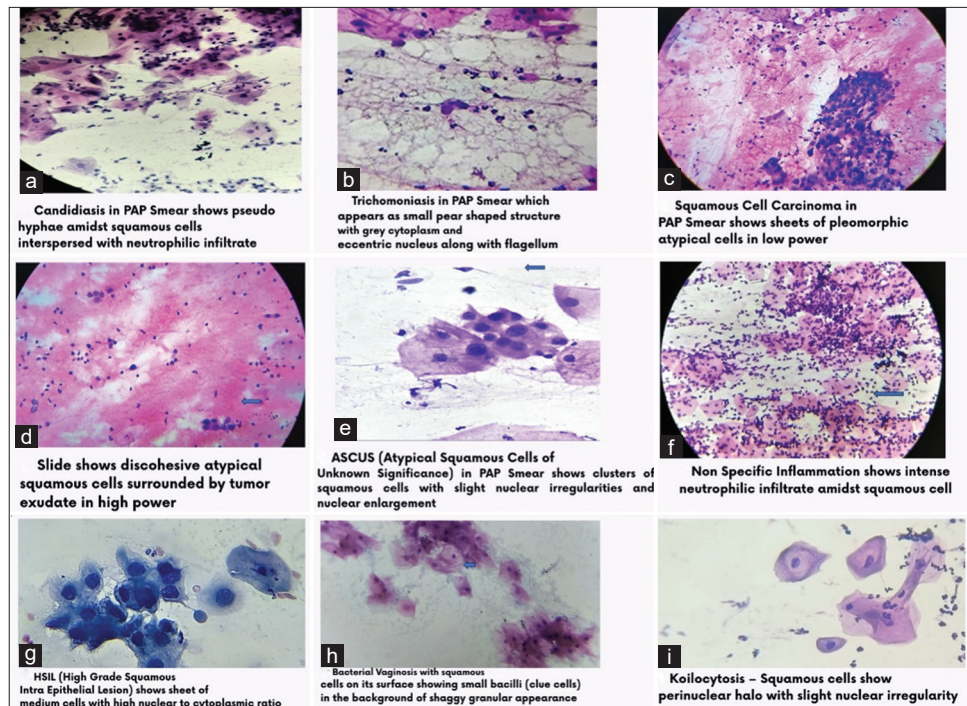 a
Candidiasis in PAP Smear shows pseudo
hyphae amidst squamous cells
interspersed with neutrophilic infiltrate
b
Trichomoniasis in PAP Smear which
appears as small pear shaped structure
with grey cytoplasm and
eccentric nucleus along with flagellum
c
Squamous Cell Carcinoma in
PAP Smear shows sheets of pleomorphic
atypical cells in low power
d
Slide shows discohesive atypical
squamous cells surrounded by tumor
exudate in high power
e
ASCUS (Atypical Squamous Cells of
Unknown Significance) in PAP Smear shows clusters of
squamous cells with slight nuclear irregularities and
nuclear enlargement
f
Non Specific Inflammation shows intense
neutrophilic infiltrate amidst squamous cell
g
HSIL (High Grade Squamous
Intra Epithelial Lesion) shows sheet of
medium cells with high nuclear to cytoplasmic ratio
h
Bacterial Vaginosis with squamous
cells on its surface showing small bacilli (clue cells)
in the background of shaggy granular appearance
i
Koilocytosis – Squamous cells show
perinuclear halo with slight nuclear irregularity